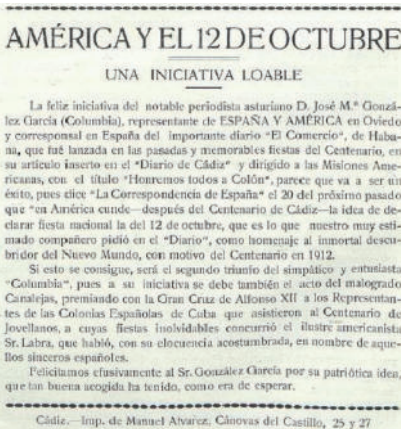 AMÉRICA Y EL 12 DE OCTUBRE
UNA INICIATIVA LOABLE
La feliz iniciativa del notable periodista asturiano D. José M.ª Gonzá-
lez García (Columbia), representante de ESPAÑA Y AMÉRICA en Oviedo
y corresponsal en España del importante diario "El Comercio", de Haba-
na, que fué lanzada en las pasadas y memorables fiestas del Centenario, en
su artículo inserto en el "Diario de Cádiz" y dirigido a las Misiones Ame-
ricanas, con el título "Honremos todos a Colón", parece que va a ser un
éxito, pues dice "La Correspondencia de España" el 20 del próximo pasado
que "en América cunde—después del Centenario de Cádiz—la idea de de-
clarar fiesta nacional la del 12 de octubre, que es lo que nuestro muy esti-
mado compañero pidió en el "Diario", como homenaje al inmortal descu-
bridor del Nuevo Mundo, con motivo del Centenario en 1912.
Si esto se consigue, será el segundo triunfo del simpático y entusiasta
"Columbia", pues a su iniciativa se debe también el acto del malogrado
Canalejas, premiando con la Gran Cruz de Alfonso XII a los Representan-
tes de las Colonias Españolas de Cuba que asistieron al Centenario de
Jovellanos, a cuyas fiestas inolvidables concurrió el ilustre americanista
Sr. Labra, que habló, con su elocuencia acostumbrada, en nombre de aque-
llos sinceros españoles.
Felicitamos efusivamente al Sr. González García por su patriótica idea,
que tan buena acogida ha tenido, como era de esperar.
Cádiz.—Imp. de Manuel Alvarez, Cánovas del Castillo, 25 y 27